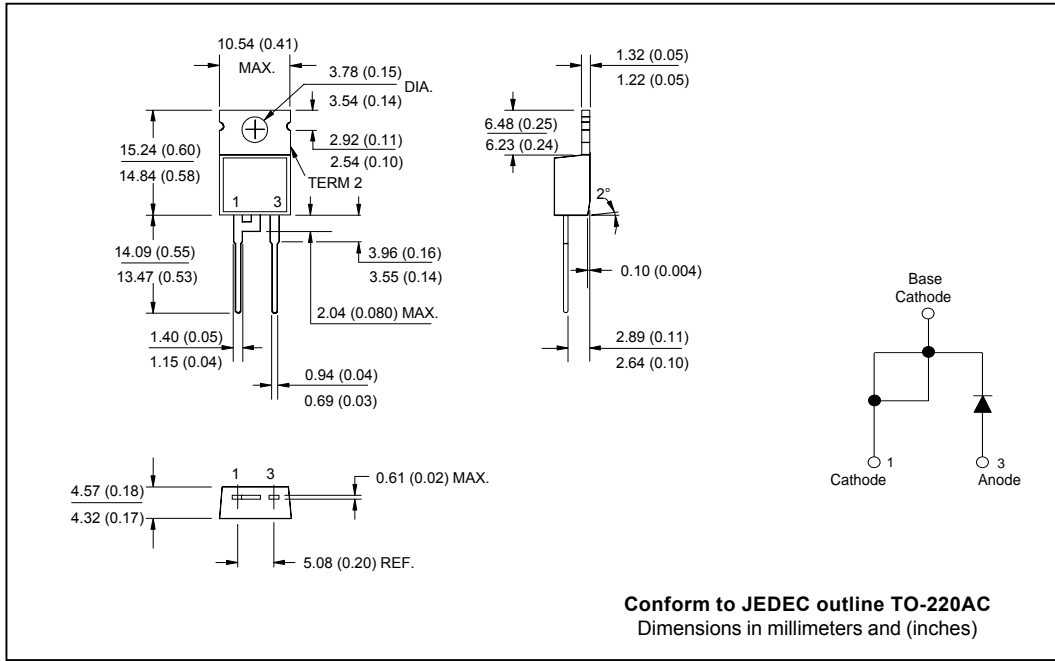 10.54 (0.41)
MAX.
3.78 (0.15)
3.54 (0.14)
DIA.
1.32 (0.05)
1.22 (0.05)
15.24 (0.60)
14.84 (0.58)
2.92 (0.11)
2.54 (0.10)
TERM 2
6.48 (0.25)
6.23 (0.24)
1 3
2°
14.09 (0.55)
13.47 (0.53)
3.96 (0.16)
3.55 (0.14)
0.10 (0.004)
2.04 (0.080) MAX.
1.40 (0.05)
1.15 (0.04)
2.89 (0.11)
2.64 (0.10)
0.94 (0.04)
0.69 (0.03)
Base
Cathode
1
Cathode
3
Anode
1 3
0.61 (0.02) MAX.
4.57 (0.18)
4.32 (0.17)
5.08 (0.20) REF.
Conform to JEDEC outline TO-220AC
Dimensions in millimeters and (inches)